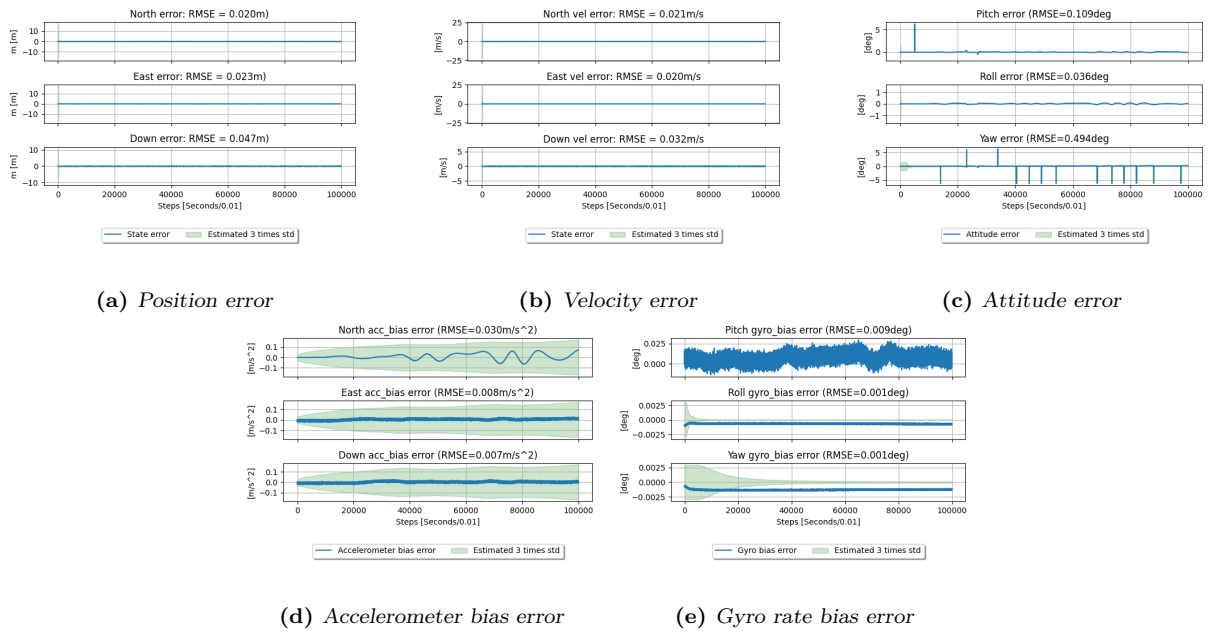 North error: RMSE = 0.020m)
10
0
−10
m [m]
East error: RMSE = 0.023m)
10
0
−10
m [m]
Down error: RMSE = 0.047m)
10
0
−10
m [m]
0 20000 40000 60000 80000 100000
Steps [Seconds/0.01]
State error Estimated 3 times std
(a) Position error
North vel error: RMSE = 0.021m/s
25
0
−25
[m/s]
East vel error: RMSE = 0.020m/s
25
0
−25
[m/s]
Down vel error: RMSE = 0.032m/s
5
0
−5
[m/s]
0 20000 40000 60000 80000 100000
Steps [Seconds/0.01]
State error Estimated 3 times std
(b) Velocity error
Pitch error (RMSE=0.109deg
5
0
[deg]
Roll error (RMSE=0.036deg
1
0
−1
[deg]
Yaw error (RMSE=0.494deg
5
0
−5
[deg]
0 20000 40000 60000 80000 100000
Steps [Seconds/0.01]
Attitude error Estimated 3 times std
(c) Attitude error
North acc_bias error (RMSE=0.030m/s^2)
0.1
0.0
−0.1
[m/s^2]
East acc_bias error (RMSE=0.008m/s^2)
0.1
0.0
−0.1
[m/s^2]
Down acc_bias error (RMSE=0.007m/s^2)
0.1
0.0
−0.1
[m/s^2]
0 20000 40000 60000 80000 100000
Steps [Seconds/0.01]
Accelerometer bias error Estimated 3 times std
(d) Accelerometer bias error
Pitch gyro_bias error (RMSE=0.009deg)
0.025
0.000
[deg]
Roll gyro_bias error (RMSE=0.001deg)
0.0025
0.0000
−0.0025
[deg]
Yaw gyro_bias error (RMSE=0.001deg)
0.0025
0.0000
−0.0025
[deg]
0 20000 40000 60000 80000 100000
Steps [Seconds/0.01]
Gyro bias error Estimated 3 times std
(e) Gyro rate bias error